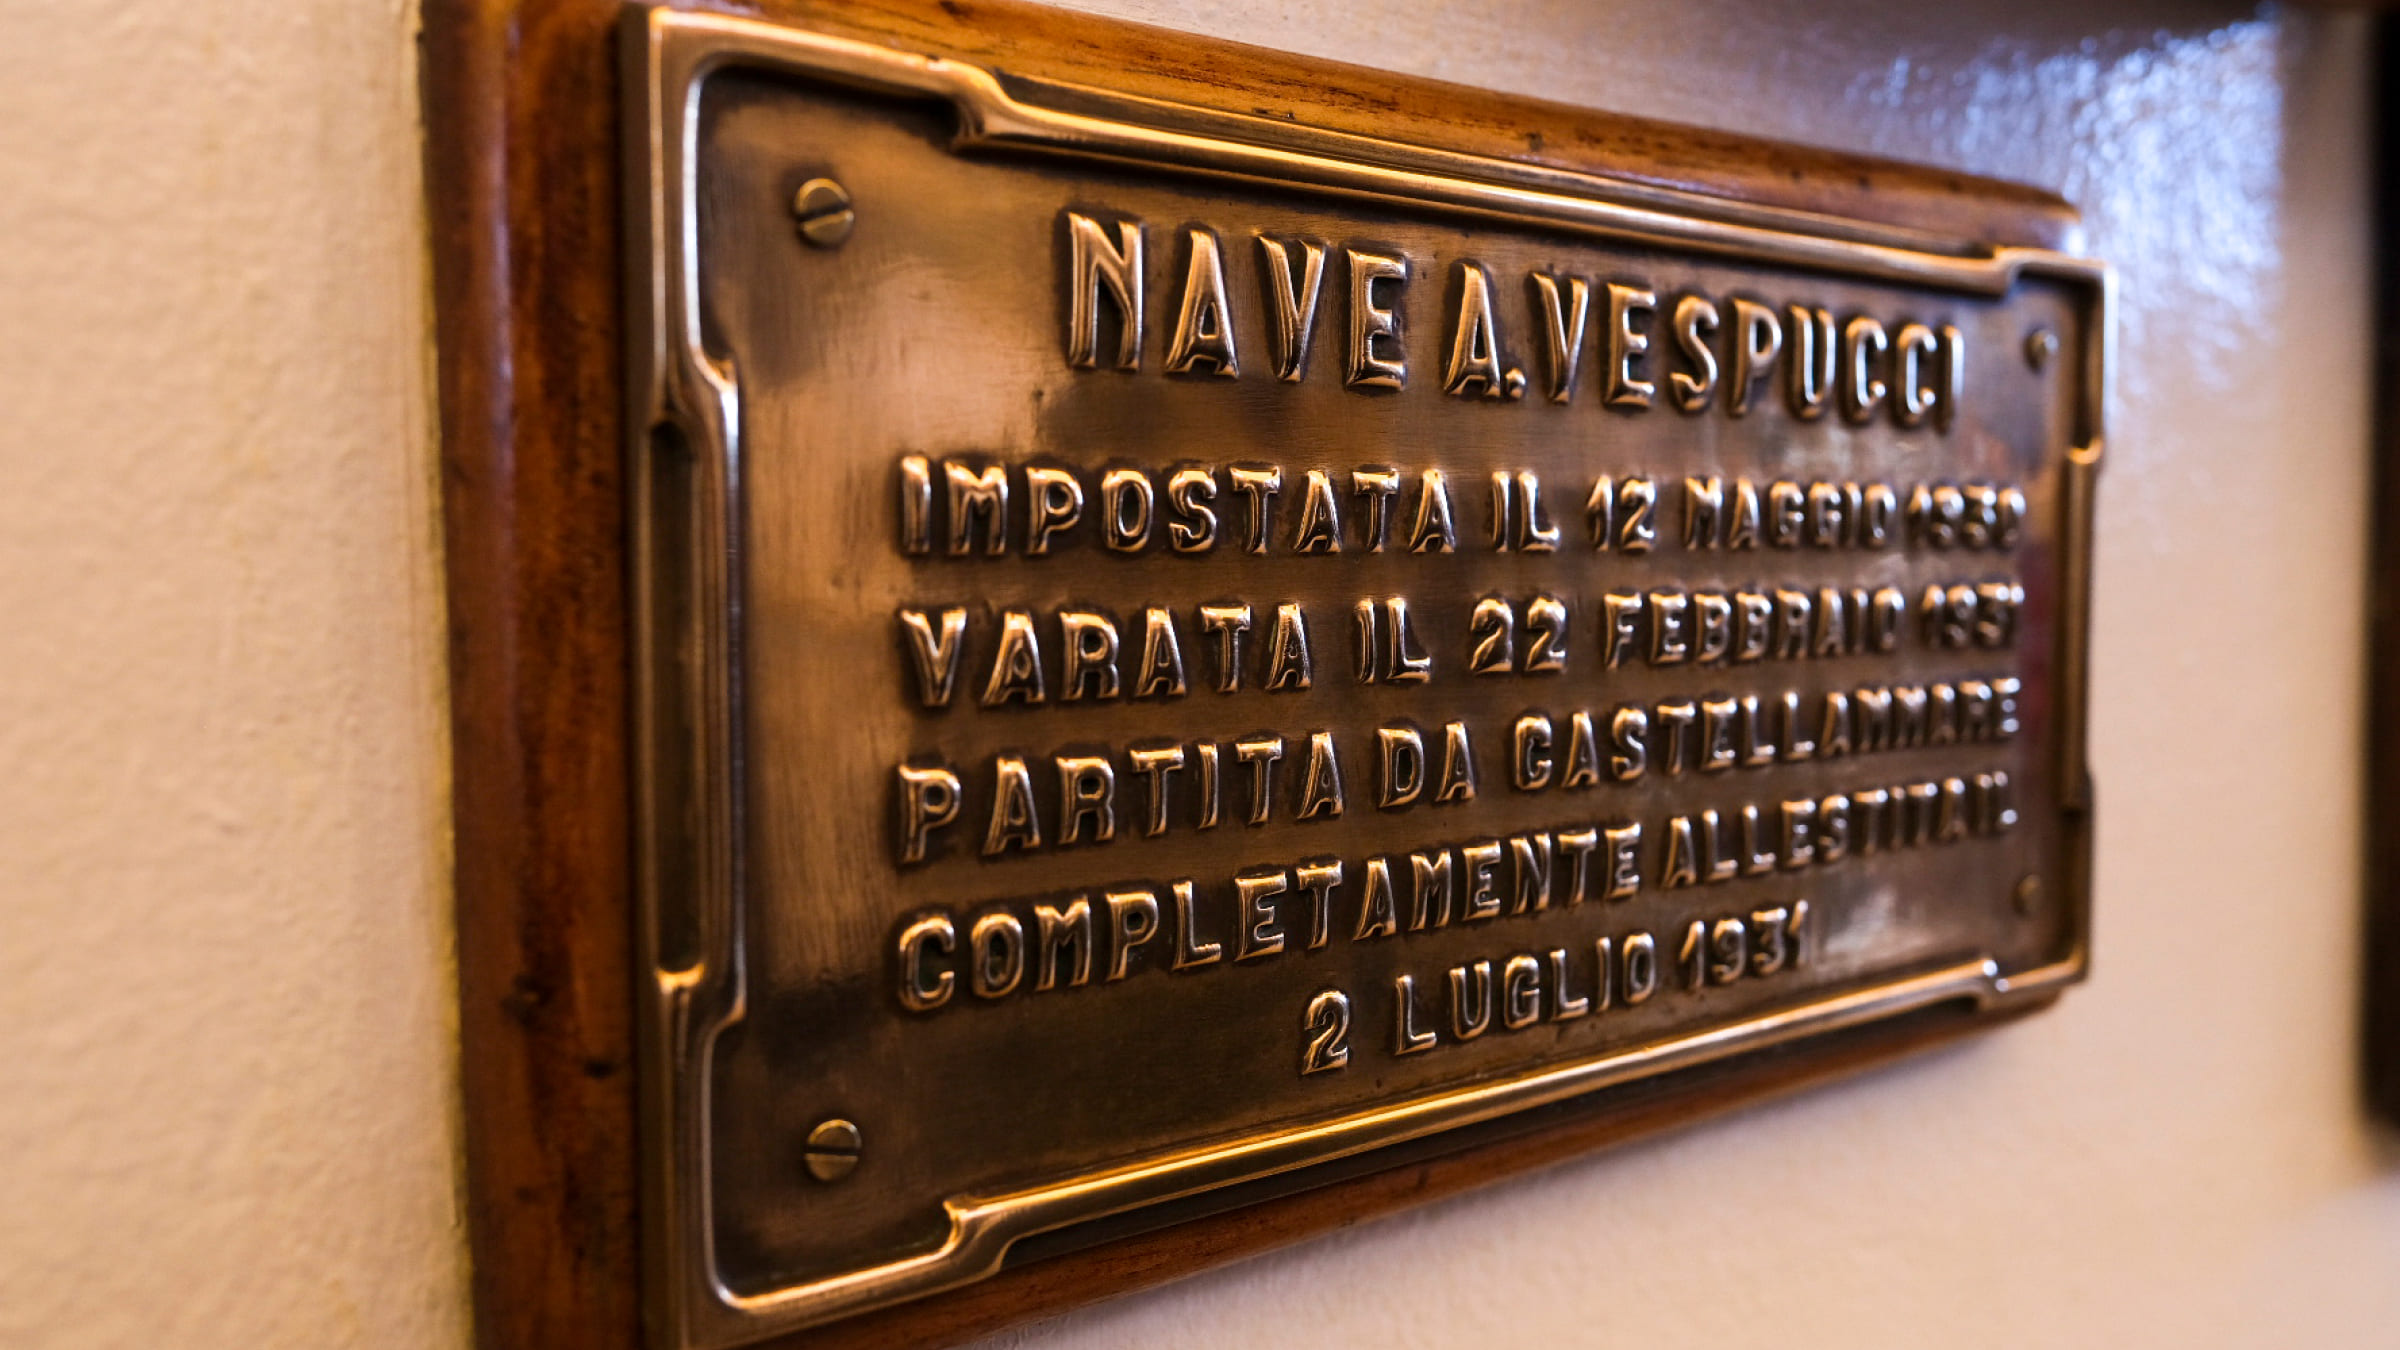 NAVE A. VESPUCCI
IMPOSTATA IL 12 MAGGIO 1930
VARATA IL 22 FEBBRAIO 1931
PARTITA DA CASTELLAMMARE
COMPLETAMENTE ALLESTITA IL
2 LUGLIO 1931